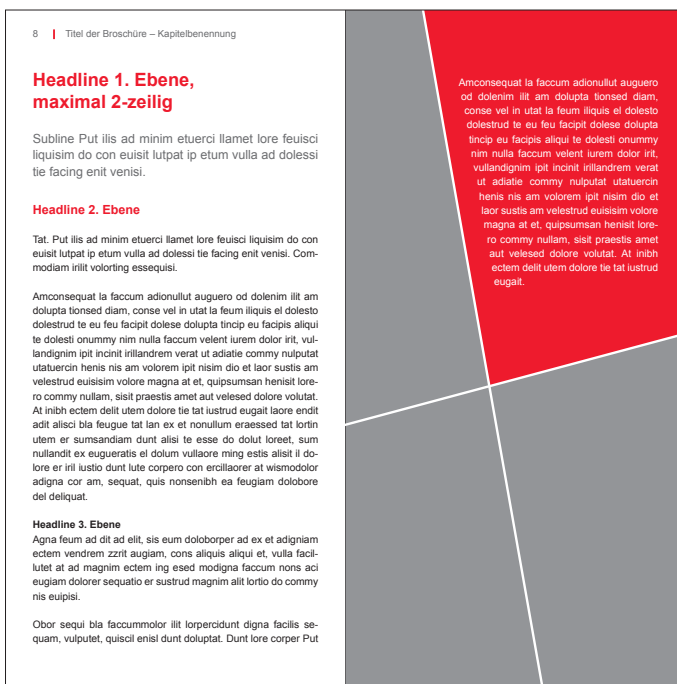 8 | Titel der Broschüre – Kapitelbenennung
Headline 1. Ebene,
maximal 2-zeilig
Subline Put ilis ad minim etuerci llamet lore feuisci
liquisim do con euisit lutpat ip etum vulla ad dolessi
tie facing enit venisi.
Headline 2. Ebene
Tat. Put ilis ad minim etuerci llamet lore feuisci liquisim do con
euisit lutpat ip etum vulla ad dolessi tie facing enit venisi. Com-
modiam irilit volorting essequisi.
Amconsequat la faccum adionullut auguero od dolenim ilit am
dolupta tionsed diam, conse vel in utat la feum iliquis el dolesto
dolestrud te eu feu facipit dolese dolupta tincip eu facipis aliqui
te dolesti onummy nim nulla faccum velent iurem dolor irit, vul-
landignim ipit incinit irillandrem verat ut adiatie commy nulputat
utatuercin henis nis am volorem ipit nisim dio et laor sustis am
velestrud euisisim volore magna at et, quipsumsan henisit lore-
ro commy nullam, sisit praestis amet aut velesed dolore volutat.
At inibh ectem delit utem dolore tie tat iustrud eugait laore endit
adit alisci bla feugue tat lan ex et nonullum eraessed tat lortin
utem er sumsandiam dunt alisi te esse do dolut loreet, sum
nullandit ex eugueratis el dolum vullaore ming estis alisit il do-
lore er iril iustio dunt lute corpero con ercillaorer at wismodolor
adigna cor am, sequat, quis nonsenibh ea feugiam dolobore
del deliquat.
Headline 3. Ebene
Agna feum ad dit ad elit, sis eum doloborper ad ex et adigniam
ectem vendrem zzrit augiam, cons aliquis aliqui et, vulla facil-
lutet at ad magnim ectem ing esed modigna faccum nons aci
eugiam dolorer sequatio er sustrud magnim alit lortio do commy
nis euipisi.
Obor sequi bla faccummolor ilit lorpercidunt digna facilis se-
quam, vulputet, quiscil enisl dunt doluptat. Dunt lore corper Put
Amconsequat la faccum adionullut auguero
od dolenim ilit am dolupta tionsed diam,
conse vel in utat la feum iliquis el dolesto
dolestrud te eu feu facipit dolese dolupta
tincip eu facipis aliqui te dolesti onummy
nim nulla faccum velent iurem dolor irit,
vullandignim ipit incinit irillandrem verat
ut adiatie commy nulputat utatuercin
henis nis am volorem ipit nisim dio et
laor sustis am velestrud euisisim volore
magna at et, quipsumsan henisit lore-
ro commy nullam, sisit praestis amet
aut velesed dolore volutat. At inibh
ectem delit utem dolore tie tat iustrud
eugait.